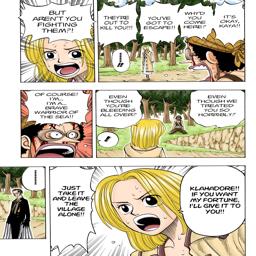 IT'S
OKAY,
KAYA!!
WHY'D
YOU
COME
HERE?
YOU'VE
GOT TO
ESCAPE!!
THEY'RE
OUT TO
KILL YOU!!!
BUT
AREN'T
YOU
FIGHTING
THEM?!
EVEN
THOUGH WE
TREATED
YOU SO
HORRIBLY?
EVEN
THOUGH
YOU'RE
BLEEDING
ALL OVER?
OF COURSE!
I'M...
I'M A...
BRAVE
WARRIOR OF
THE SEA!!
KLAHADORE!!
IF YOU WANT
MY FORTUNE,
I'LL GIVE IT
TO YOU!!
JUST
TAKE IT
AND LEAVE
THE
VILLAGE
ALONE!!